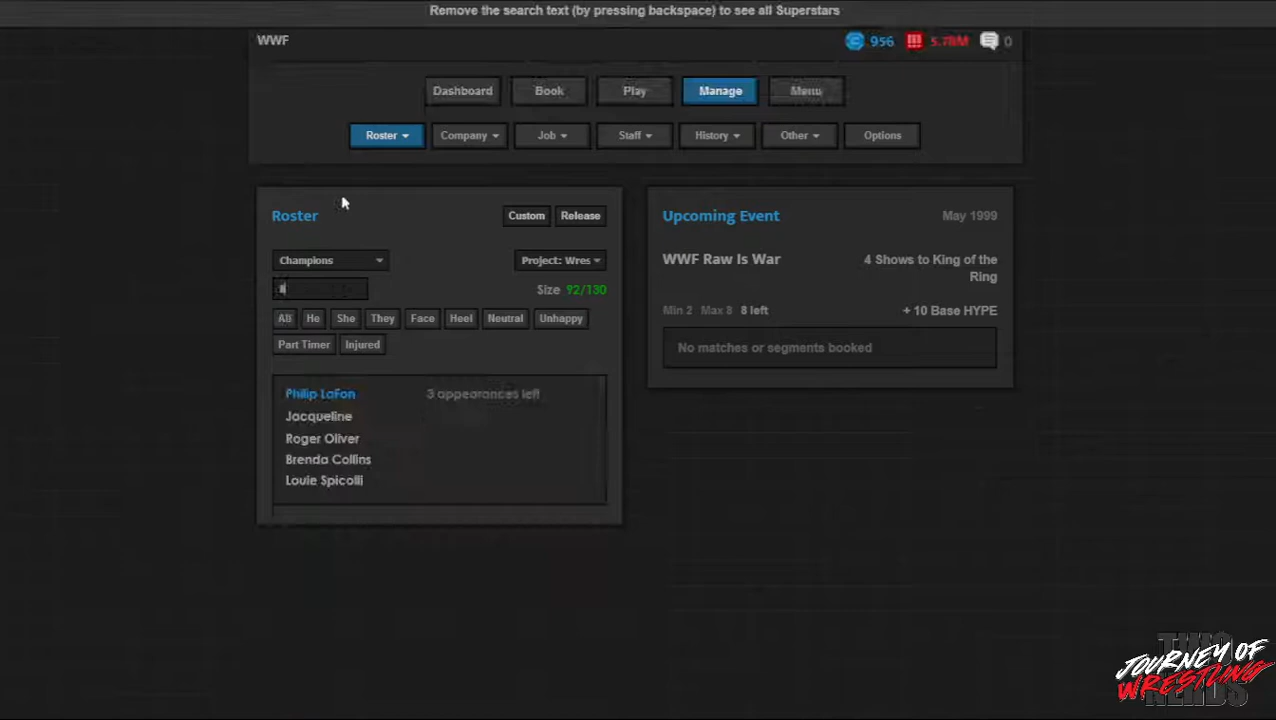 Remove the search text (by pressing backspace) to see all Superstars
WWF
956 5.78M 0
Dashboard Book Play Manage Menu
Roster Company Job Staff History Other Options
Roster Custom Release
Champions Project: Wres
Size 92/130
All He She They Face Heel Neutral Unhappy
Part Timer Injured
Philip LaFon 3 appearances left
Jacqueline
Roger Oliver
Brenda Collins
Louie Spicolli
Upcoming Event May 1999
WWF Raw Is War 4 Shows to King of the
Ring
Min 2 Max 8 8 left + 10 Base HYPE
No matches or segments booked
JOURNEY OF
WRESTLING